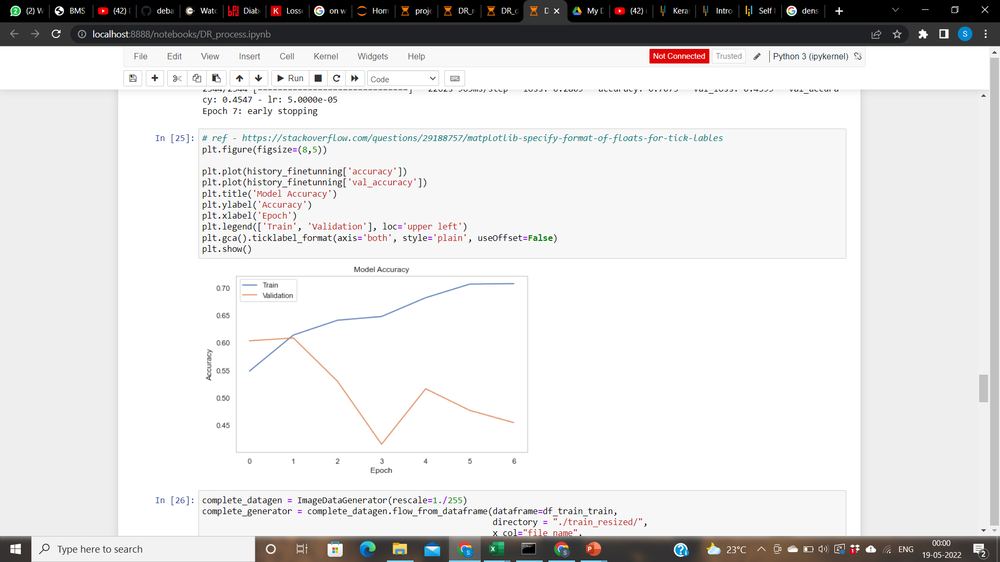 (2) W
BMS
(42) I
deba
Watc
Diab
Losse
on w
Hom
proje
DR_r
DR_d
D
My D
(42)
Kera
Intro
Self
dens
localhost:8888/notebooks/DR_process.ipynb
S
File
Edit
View
Insert
Cell
Kernel
Widgets
Help
Not Connected
Trusted
Python 3 (ipykernel)
Run
Code
cy: 0.4547 - lr: 5.0000e-05
Epoch 7: early stopping
In [25]:
# ref - https://stackoverflow.com/questions/29188757/matplotlib-specify-format-of-floats-for-tick-lables
plt.figure(figsize=(8,5))
plt.plot(history_finetunning['accuracy'])
plt.plot(history_finetunning['val_accuracy'])
plt.title('Model Accuracy')
plt.ylabel('Accuracy')
plt.xlabel('Epoch')
plt.legend(['Train', 'Validation'], loc='upper left')
plt.gca().ticklabel_format(axis='both', style='plain', useOffset=False)
plt.show()
Model Accuracy
Train
Validation
0.70
0.65
0.60
0.55
0.50
0.45
Accuracy
0 1 2 3 4 5 6
Epoch
In [26]:
complete_datagen = ImageDataGenerator(rescale=1./255)
complete_generator = complete_datagen.flow_from_dataframe(dataframe=df_train_train,
directory = "./train_resized/",
x_col="file_name",
Type here to search
23°C
ENG
00:00
19-05-2022
2